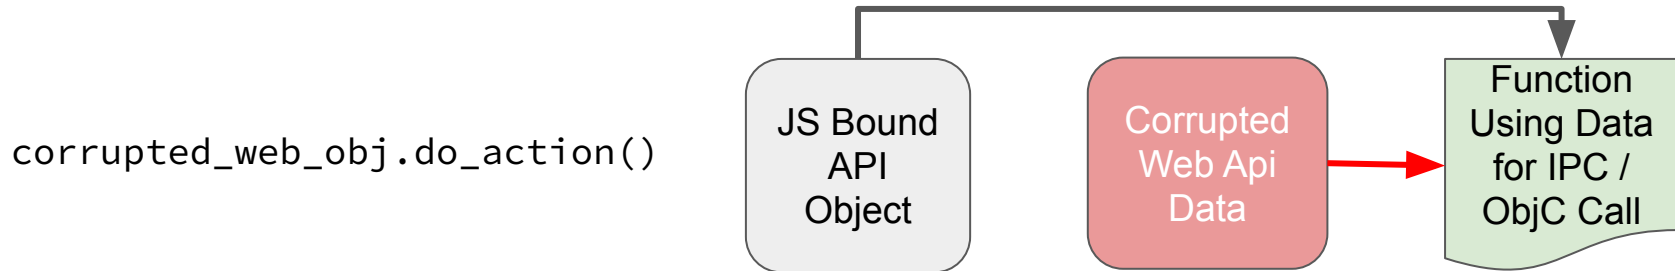 corrupted_web_obj.do_action()
JS Bound
API
Object
Corrupted
Web Api
Data
Function
Using Data
for IPC /
ObjC Call